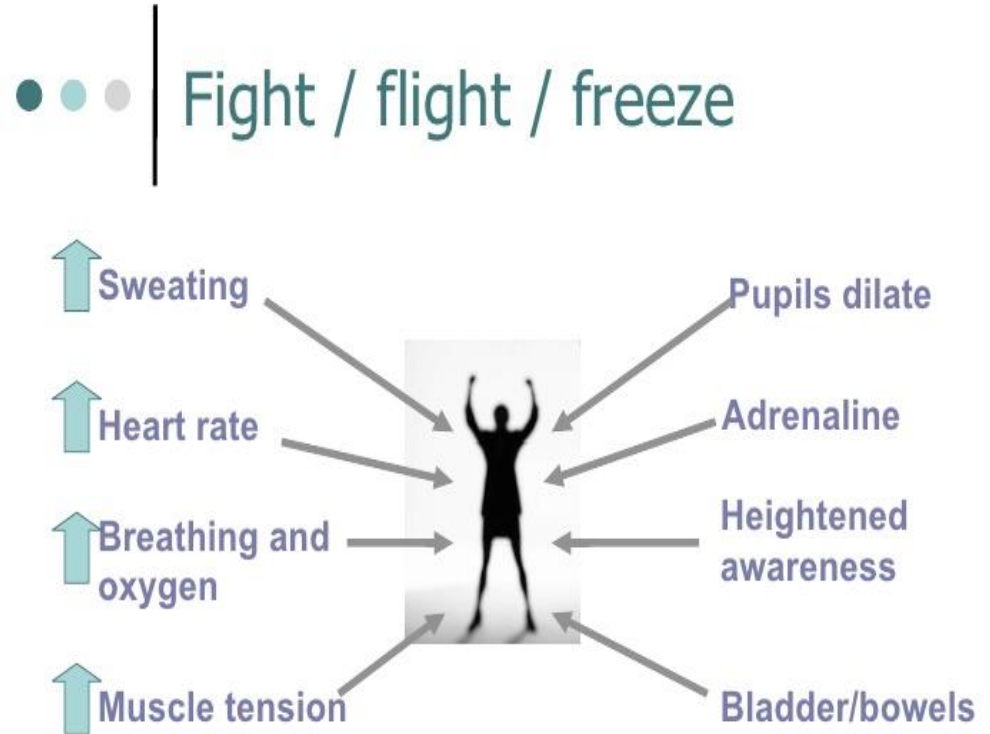 Fight / flight / freeze
Sweating
Heart rate
Breathing and
oxygen
Muscle tension
Pupils dilate
Adrenaline
Heightened
awareness
Bladder/bowels